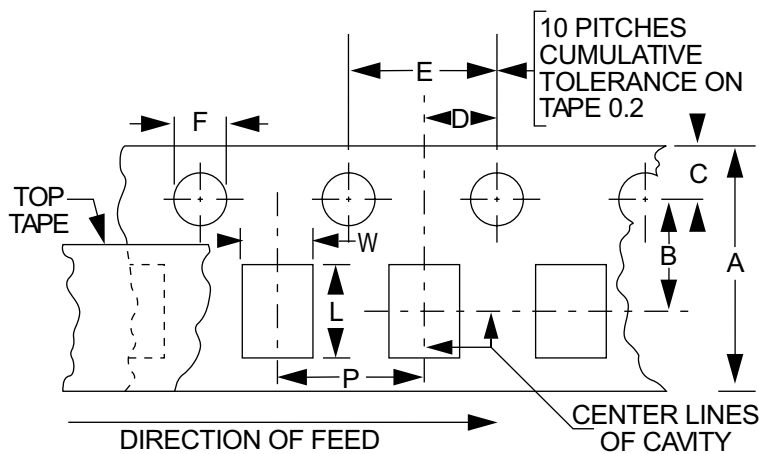 10 PITCHES
CUMULATIVE
TOLERANCE ON
TAPE 0.2
E
D
F
C
TOP
TAPE
W
B
A
L
P
CENTER LINES
OF CAVITY
DIRECTION OF FEED